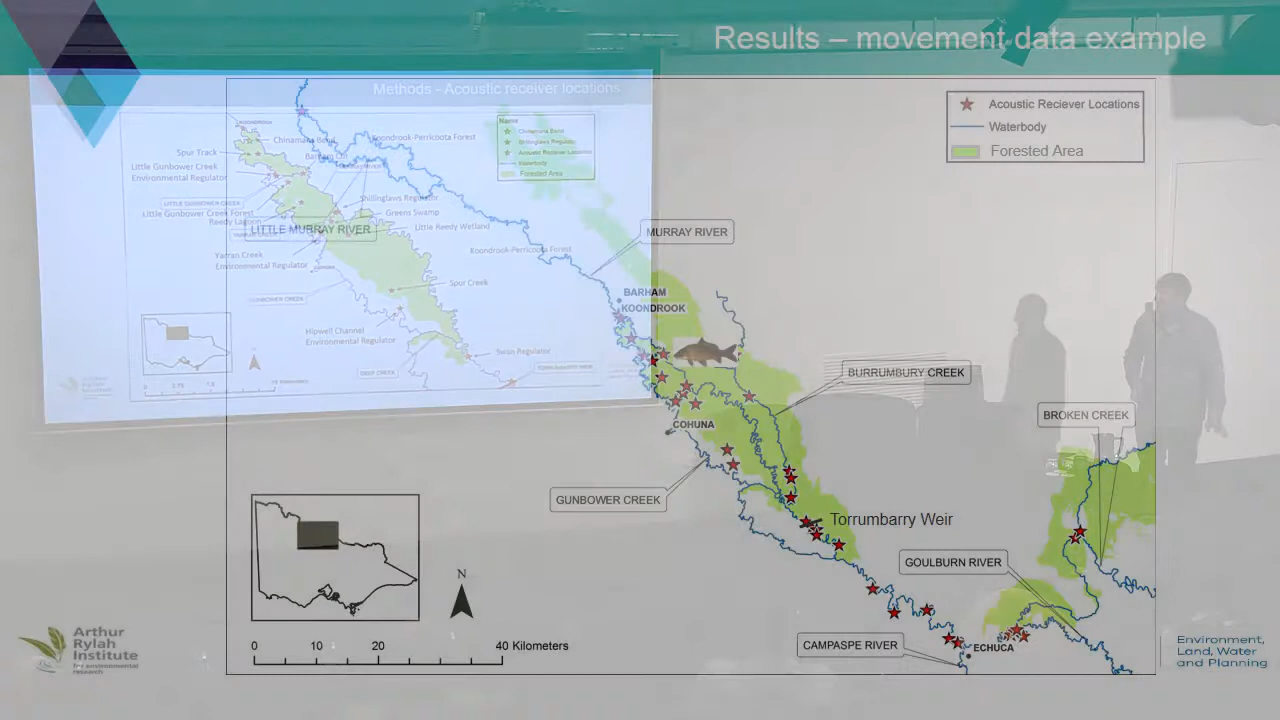 Results – movement data example
Methods - Acoustic receiver locations
Acoustic Reciever Locations
Waterbody
Forested Area
Name
Chinamans Bend
Shillinglaws Regulator
Acoustic Receiver Locations
Waterbody
Forested Area
KOONDROOK
Chinamans Bend
Koondrook-Perricoota Forest
Spur Track
Barham Cut
Little Gunbower Creek
Environmental Regulator
Shillinglaws Regulator
LITTLE GUNBOWER CREEK
Little Gunbower Creek Forest
Greens Swamp
Reedy Lagoon
Little Reedy Wetland
LITTLE MURRAY RIVER
MURRAY RIVER
Koondrook-Perricoota Forest
Yarran Creek
Environmental Regulator
Spur Creek
GUNBOWER CREEK
BARHAM
KOONDROOK
Hipwell Channel
Environmental Regulator
Swan Regulator
DEEP CREEK
TORRUMBARRY WEIR
BURRUMBURY CREEK
BROKEN CREEK
COHUNA
GUNBOWER CREEK
Torrumbarry Weir
GOULBURN RIVER
CAMPASPE RIVER
ECHUCA
N
0 10 20 40 Kilometers
Arthur
Rylah
Institute
for environmental
research
Environment,
Land, Water
and Planning